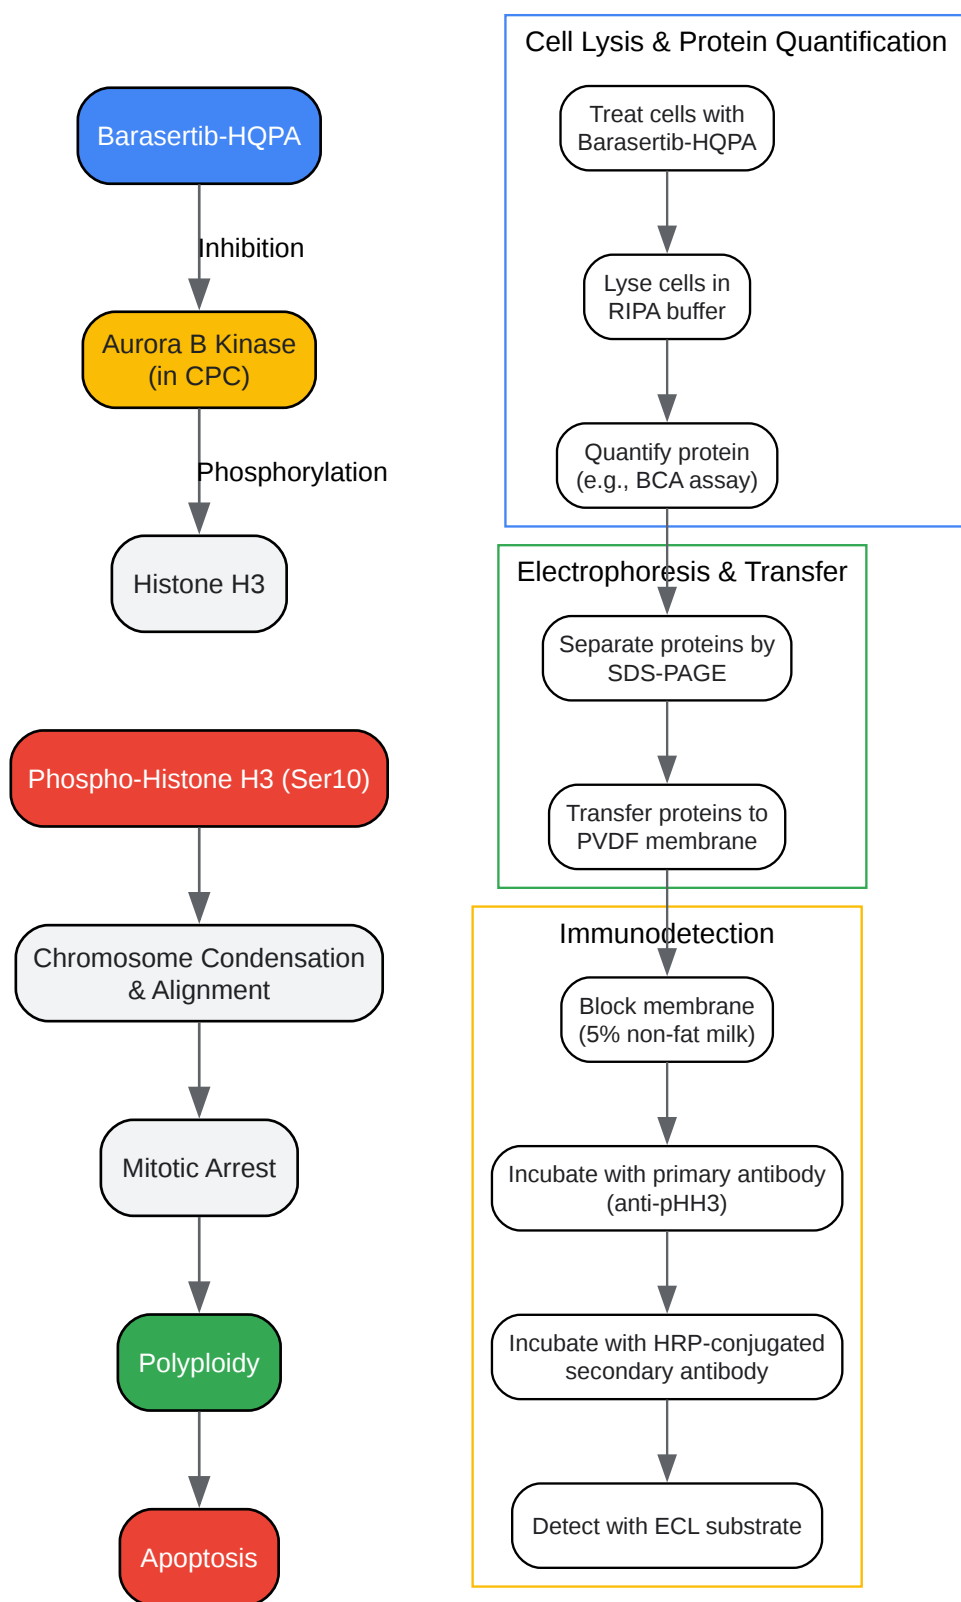 Barasertib-HQPA
Inhibition
Aurora B Kinase
(in CPC)
Phosphorylation
Histone H3
Phospho-Histone H3 (Ser10)
Chromosome Condensation
& Alignment
Mitotic Arrest
Polyploidy
Apoptosis
Cell Lysis & Protein Quantification
Treat cells with
Barasertib-HQPA
Lyse cells in
RIPA buffer
Quantify protein
(e.g., BCA assay)
Electrophoresis & Transfer
Separate proteins by
SDS-PAGE
Transfer proteins to
PVDF membrane
Immunodetection
Block membrane
(5% non-fat milk)
Incubate with primary antibody
(anti-pHH3)
Incubate with HRP-conjugated
secondary antibody
Detect with ECL substrate